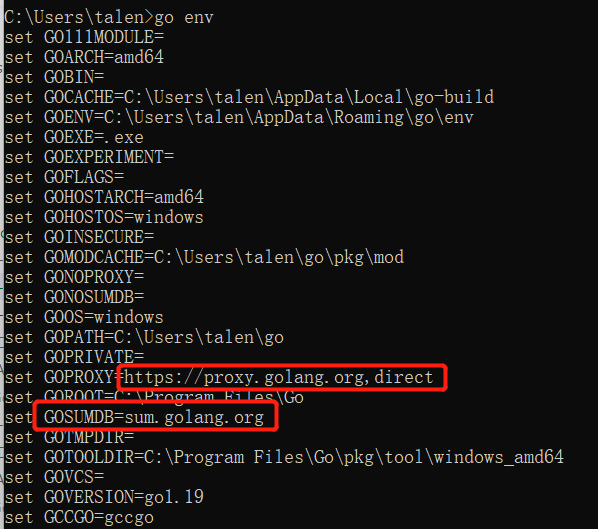 C:\Users\talen>go env
set GO111MODULE=
set GOARCH=amd64
set GOBIN=
set GOCACHE=C:\Users\talen\AppData\Local\go-build
set GOENV=C:\Users\talen\AppData\Roaming\go\env
set GOEXE=.exe
set GOEXPERIMENT=
set GOFLAGS=
set GOHOSTARCH=amd64
set GOHOSTOS=windows
set GOINSECURE=
set GOMODCACHE=C:\Users\talen\go\pkg\mod
set GONOPROXY=
set GONOSUMDB=
set GOOS=windows
set GOPATH=C:\Users\talen\go
set GOPRIVATE=
set GOPROXY=https://proxy.golang.org,direct
set GOROOT=C:\Program Files\Go
set GOSUMDB=sum.golang.org
set GOTMPDIR=
set GOTOOLDIR=C:\Program Files\Go\pkg\tool\windows_amd64
set GOVCS=
set GOVERSION=go1.19
set GCCGO=gccgo